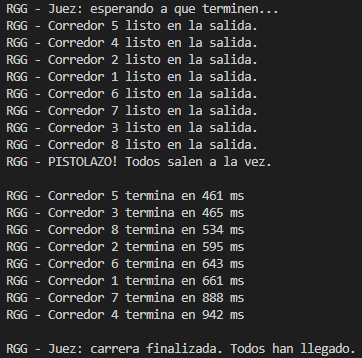 RGG - Juez: esperando a que terminen...
RGG - Corredor 5 listo en la salida.
RGG - Corredor 4 listo en la salida.
RGG - Corredor 2 listo en la salida.
RGG - Corredor 1 listo en la salida.
RGG - Corredor 6 listo en la salida.
RGG - Corredor 7 listo en la salida.
RGG - Corredor 3 listo en la salida.
RGG - Corredor 8 listo en la salida.
RGG - PISTOLAZO! Todos salen a la vez.
RGG - Corredor 5 termina en 461 ms
RGG - Corredor 3 termina en 465 ms
RGG - Corredor 8 termina en 534 ms
RGG - Corredor 2 termina en 595 ms
RGG - Corredor 6 termina en 643 ms
RGG - Corredor 1 termina en 661 ms
RGG - Corredor 7 termina en 888 ms
RGG - Corredor 4 termina en 942 ms
RGG - Juez: carrera finalizada. Todos han llegado.